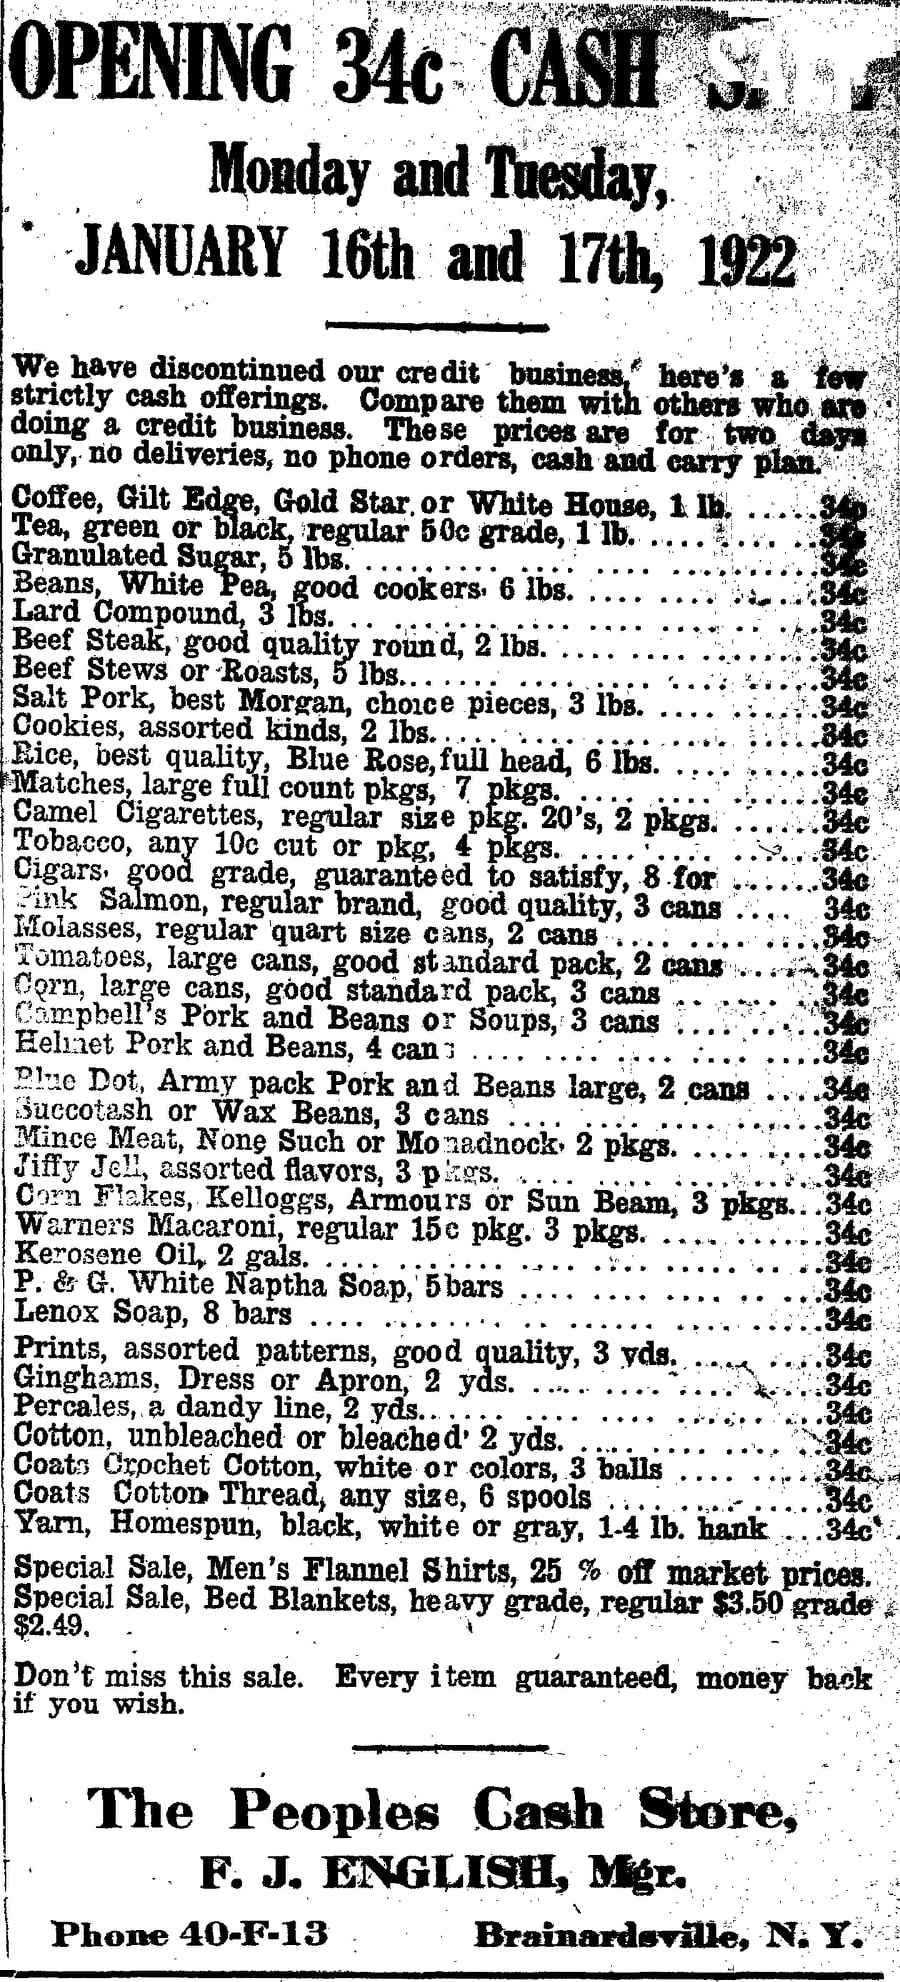 OPENING 34c CASH
Monday and Tuesday,
JANUARY 16th and 17th, 1922
We have discontinued our credit business, here's a few
strictly cash offerings. Compare them with others who are
doing a credit business. These prices are for two days
only, no deliveries, no phone orders, cash and carry plan.
Coffee, Gilt Edge, Gold Star or White House, 1 lb. .....34c
Tea, green or black, regular 50c grade, 1 lb. .... .... ..34c
Granulated Sugar, 5 lbs. .... .... .... .... .... ....34c
Beans, White Pea, good cookers, 6 lbs. .... .... ....34c
Lard Compound, 3 lbs. .... .... .... .... .... ....34c
Beef Steak, good quality round, 2 lbs. .... .... ....34c
Beef Stews or Roasts, 5 lbs. .... .... .... .... ....34c
Salt Pork, best Morgan, choice pieces, 3 lbs. .... ....34c
Cookies, assorted kinds, 2 lbs. .... .... .... .... ....34c
Rice, best quality, Blue Rose, full head, 6 lbs. .... ....34c
Matches, large full count pkgs, 7 pkgs. .... .... ....34c
Camel Cigarettes, regular size pkg. 20's, 2 pkgs. ......34c
Tobacco, any 10c cut or pkg, 4 pkgs. .... .... ....34c
Cigars, good grade, guaranteed to satisfy, 8 for ......34c
Pink Salmon, regular brand, good quality, 3 cans .... 34c
Molasses, regular quart size cans, 2 cans .... .... ....34c
Tomatoes, large cans, good standard pack, 2 cans ......34c
Corn, large cans, good standard pack, 3 cans .. .... ..34c
Campbell's Pork and Beans or Soups, 3 cans .... ....34c
Helmet Pork and Beans, 4 cans .... .... .... .... ....34c
Blue Dot, Army pack Pork and Beans large, 2 cans ....34c
Succotash or Wax Beans, 3 cans .... .... .... ....34c
Mince Meat, None Such or Monadnock, 2 pkgs. .... ....34c
Jiffy Jell, assorted flavors, 3 pkgs. .... .... .... ....34c
Corn Flakes, Kelloggs, Armours or Sun Beam, 3 pkgs...34c
Warners Macaroni, regular 15c pkg. 3 pkgs. .... ......34c
Kerosene Oil, 2 gals. .... .... .... .... .... .. ..34c
P. & G. White Naptha Soap, 5 bars .... .... .... .. ...34c
Lenox Soap, 8 bars .... .... .... .. .... .... .....34c
Prints, assorted patterns, good quality, 3 yds. .... ....34c
Ginghams, Dress or Apron, 2 yds. .... .... .... ....34c
Percales, a dandy line, 2 yds. .... .... .... .... ...34c
Cotton, unbleached or bleached, 2 yds. .... .... ....34c
Coats Crochet Cotton, white or colors, 3 balls .... ....34c
Coats Cotton Thread, any size, 6 spools .... .... ....34c
Yarn, Homespun, black, white or gray, 1-4 lb. hank ...34c
Special Sale, Men's Flannel Shirts, 25 % off market prices.
Special Sale, Bed Blankets, heavy grade, regular $3.50 grade
$2.49.
Don't miss this sale. Every item guaranteed, money back
if you wish.
The Peoples Cash Store,
F. J. ENGLISH, Mgr.
Phone 40-F-13 Brainardsville, N. Y.